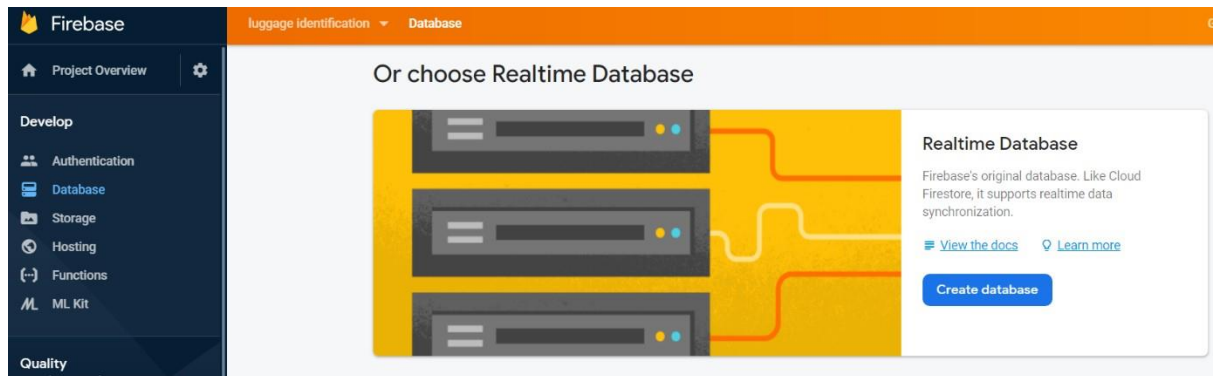 Firebase
luggage identification
Database
Project Overview
Develop
Authentication
Database
Storage
Hosting
Functions
ML Kit
Quality
Or choose Realtime Database
Realtime Database
Firebase's original database. Like Cloud
Firestore, it supports realtime data
synchronization.
View the docs
Learn more
Create database